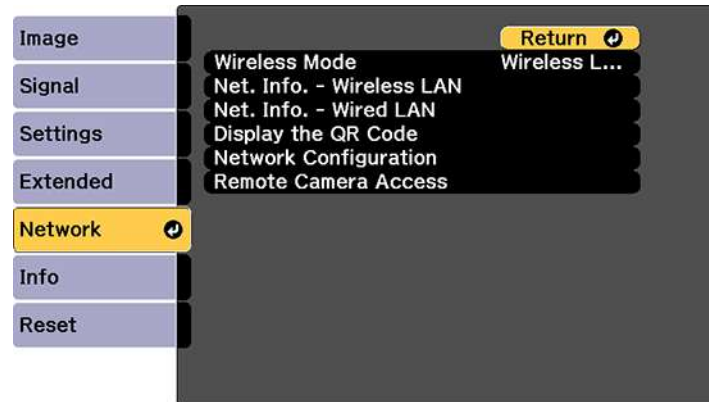 Image
Signal
Settings
Extended
Network
Info
Reset
Return
Wireless Mode Wireless L...
Net. Info. - Wireless LAN
Net. Info. - Wired LAN
Display the QR Code
Network Configuration
Remote Camera Access